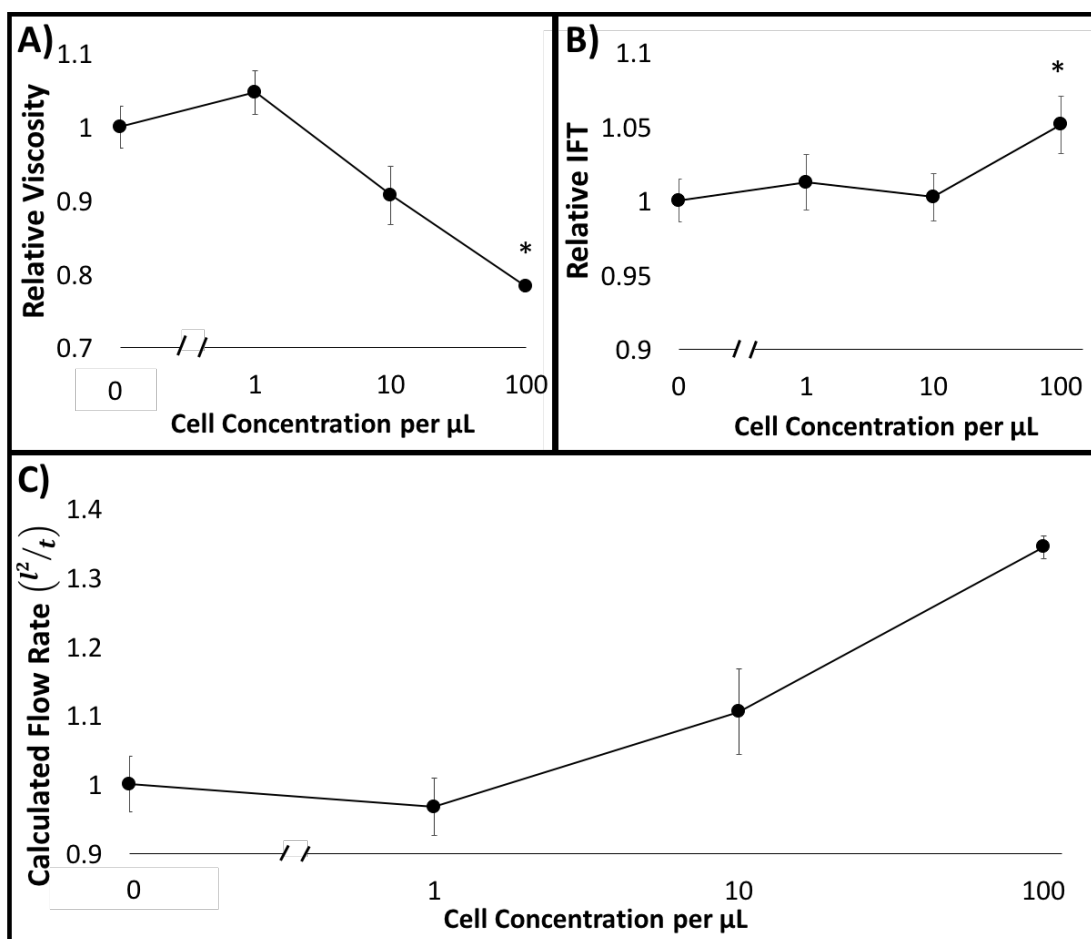 A)
Relative Viscosity
1.1
1
0.9
0.8
0.7
*
0 1 10 100
Cell Concentration per µL
B)
Relative IFT
1.1
1.05
1
0.95
0.9
*
0 1 10 100
Cell Concentration per µL
C)
Calculated Flow Rate (l²/t)
1.4
1.3
1.2
1.1
1
0.9
0 1 10 100
Cell Concentration per µL